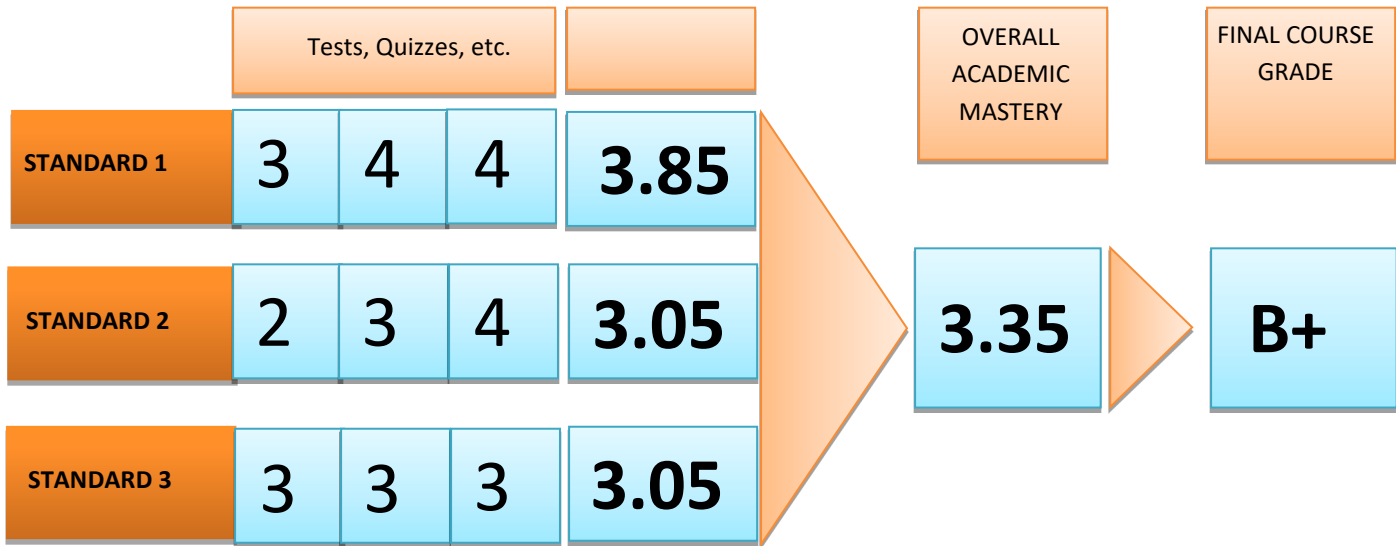 Tests, Quizzes, etc.
OVERALL
ACADEMIC
MASTERY
FINAL COURSE
GRADE
STANDARD 1
3 4 4 3.85
STANDARD 2
2 3 4 3.05
3.35 B+
STANDARD 3
3 3 3 3.05